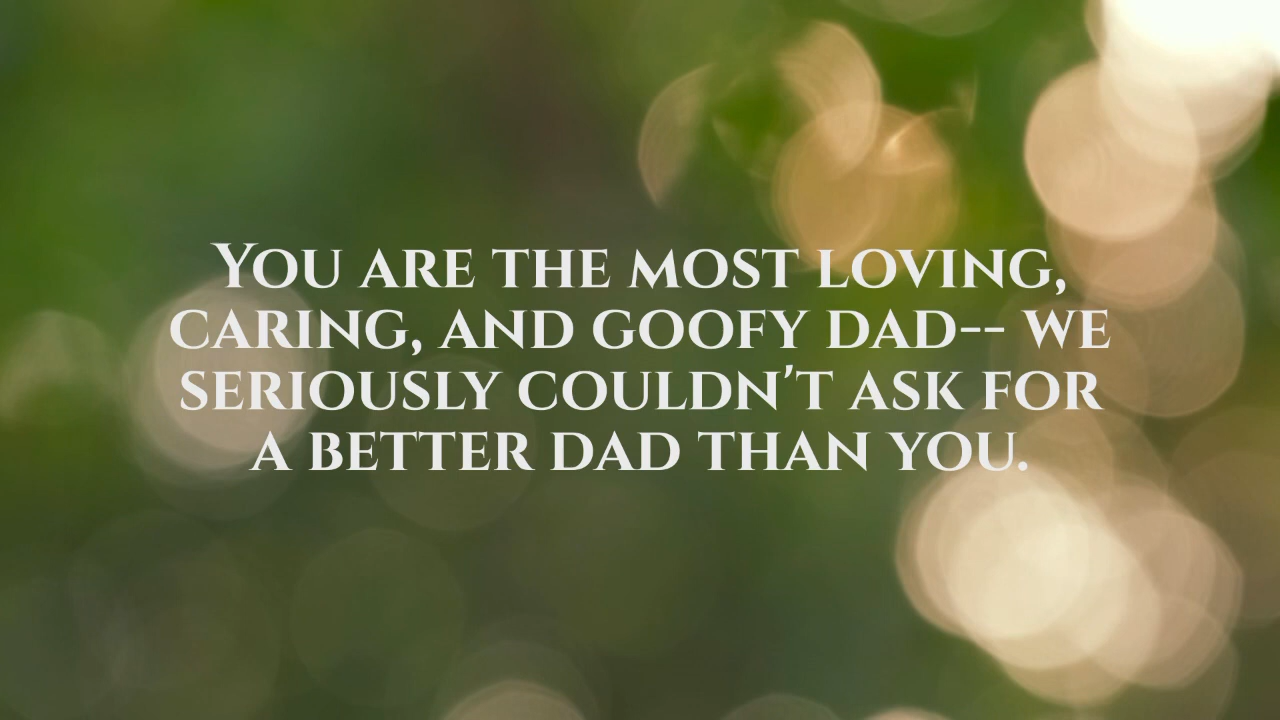 You are the most loving,
caring, and goofy dad-- we
seriously couldn't ask for
a better dad than you.